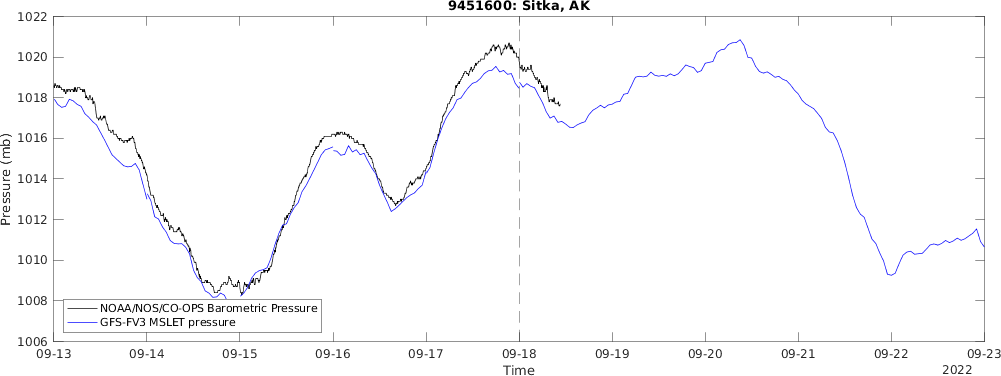 9451600: Sitka, AK
1022
1020
1018
1016
1014
1012
1010
1008
1006
Pressure (mb)
NOAA/NOS/CO-OPS Barometric Pressure
GFS-FV3 MSLET pressure
09-13 09-14 09-15 09-16 09-17 09-18 09-19 09-20 09-21 09-22 09-23
Time
2022